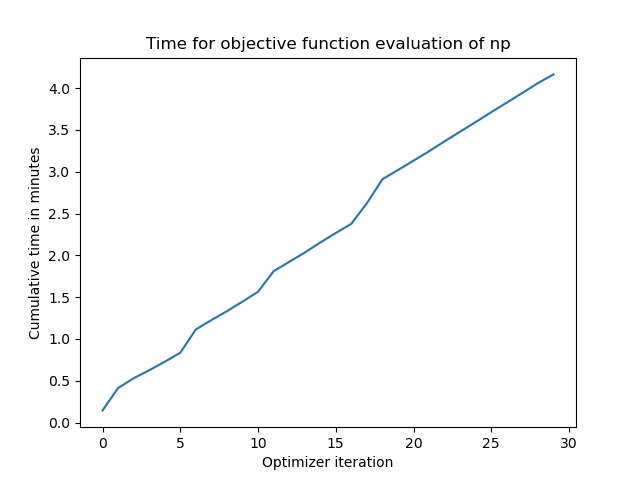 Time for objective function evaluation of np
Cumulative time in minutes
4.0
3.5
3.0
2.5
2.0
1.5
1.0
0.5
0.0
0 5 10 15 20 25 30
Optimizer iteration